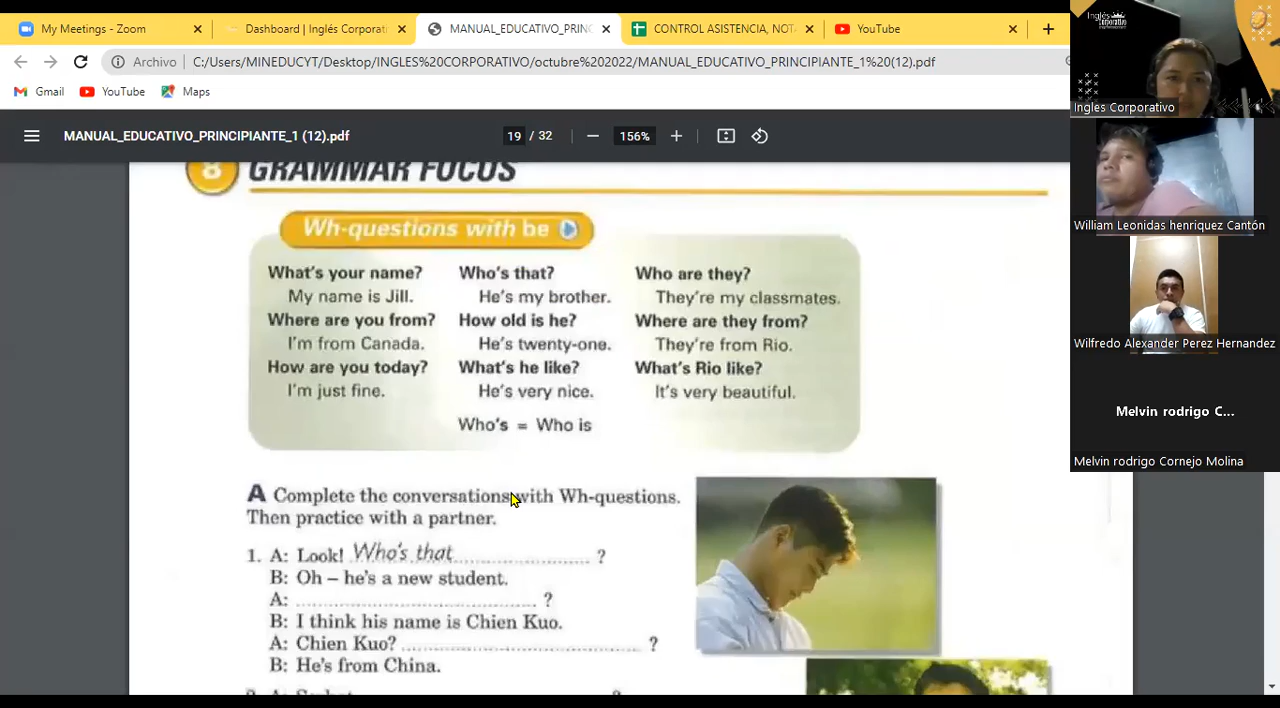 My Meetings - Zoom
Dashboard | Inglés Corporati
MANUAL_EDUCATIVO_PRINC
CONTROL ASISTENCIA, NOT
YouTube
Archivo
C:/Users/MINEDUCYT/Desktop/INGLES%20CORPORATIVO/octubre%202022/MANUAL_EDUCATIVO_PRINCIPIANTE_1%20(12).pdf
Gmail
YouTube
Maps
MANUAL_EDUCATIVO_PRINCIPIANTE_1 (12).pdf
19 / 32
156%
8 GRAMMAR FOCUS
Wh-questions with be
What's your name?
My name is Jill.
Where are you from?
I'm from Canada.
How are you today?
I'm just fine.
Who's that?
He's my brother.
How old is he?
He's twenty-one.
What's he like?
He's very nice.
Who's = Who is
Who are they?
They're my classmates.
Where are they from?
They're from Rio.
What's Rio like?
It's very beautiful.
A Complete the conversations with Wh-questions.
Then practice with a partner.
1. A: Look! Who's that ?
B: Oh – he's a new student.
A: ?
B: I think his name is Chien Kuo.
A: Chien Kuo? ?
B: He's from China.
Inglés
Corporativo
Ingles Corporativo
William Leonidas henriquez Cantón
Wilfredo Alexander Perez Hernandez
Melvin rodrigo C...
Melvin rodrigo Cornejo Molina